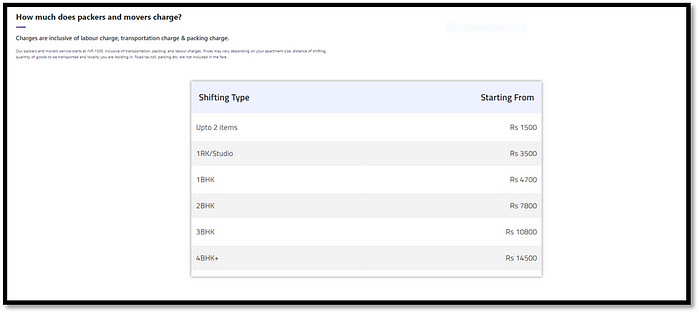 How much does packers and movers charge?
Charges are inclusive of labour charge, transportation charge & packing charge.
Our packers and movers service starts at INR 1500, inclusive of transportation, packing, and labour charges. Prices may vary depending on your apartment size, distance of shifting,
quantity of goods to be transported and locality you are residing in. Road tax/toll, parking etc. are not included in the fare.
Shifting Type Starting From
Upto 2 items Rs 1500
1RK/Studio Rs 3500
1BHK Rs 4700
2BHK Rs 7800
3BHK Rs 10800
4BHK+ Rs 14500